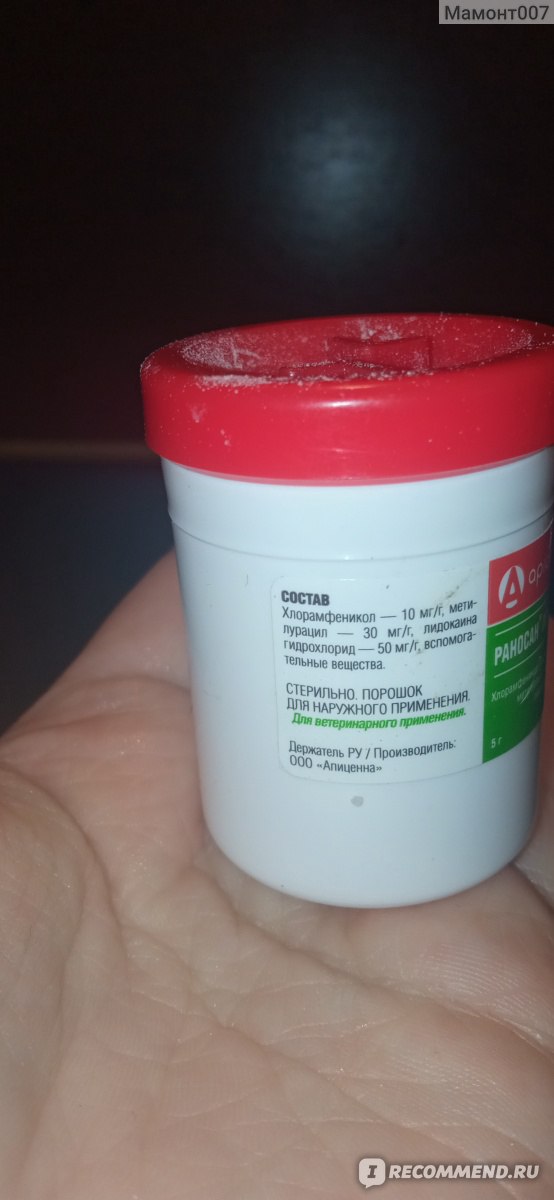 Мамонт007
СОСТАВ
Хлорамфеникол — 10 мг/г, мети-
лурацил — 30 мг/г, лидокаина
гидрохлорид — 50 мг/г, вспомога-
тельные вещества.
СТЕРИЛЬНО. ПОРОШОК
ДЛЯ НАРУЖНОГО ПРИМЕНЕНИЯ.
Для ветеринарного применения.
Держатель РУ / Производитель:
ООО «Апиценна»
РАНОСАН
5 г
IRECOMMEND.RU